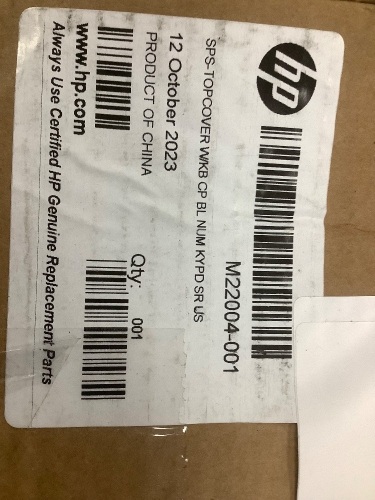 hp
M22004-001
SPS-TOPCOVER W/KB CP BL NUM KYPD SR US
12 October 2023
PRODUCT OF CHINA
Qty: 001
www.hp.com
Always Use Certified HP Genuine Replacement Parts